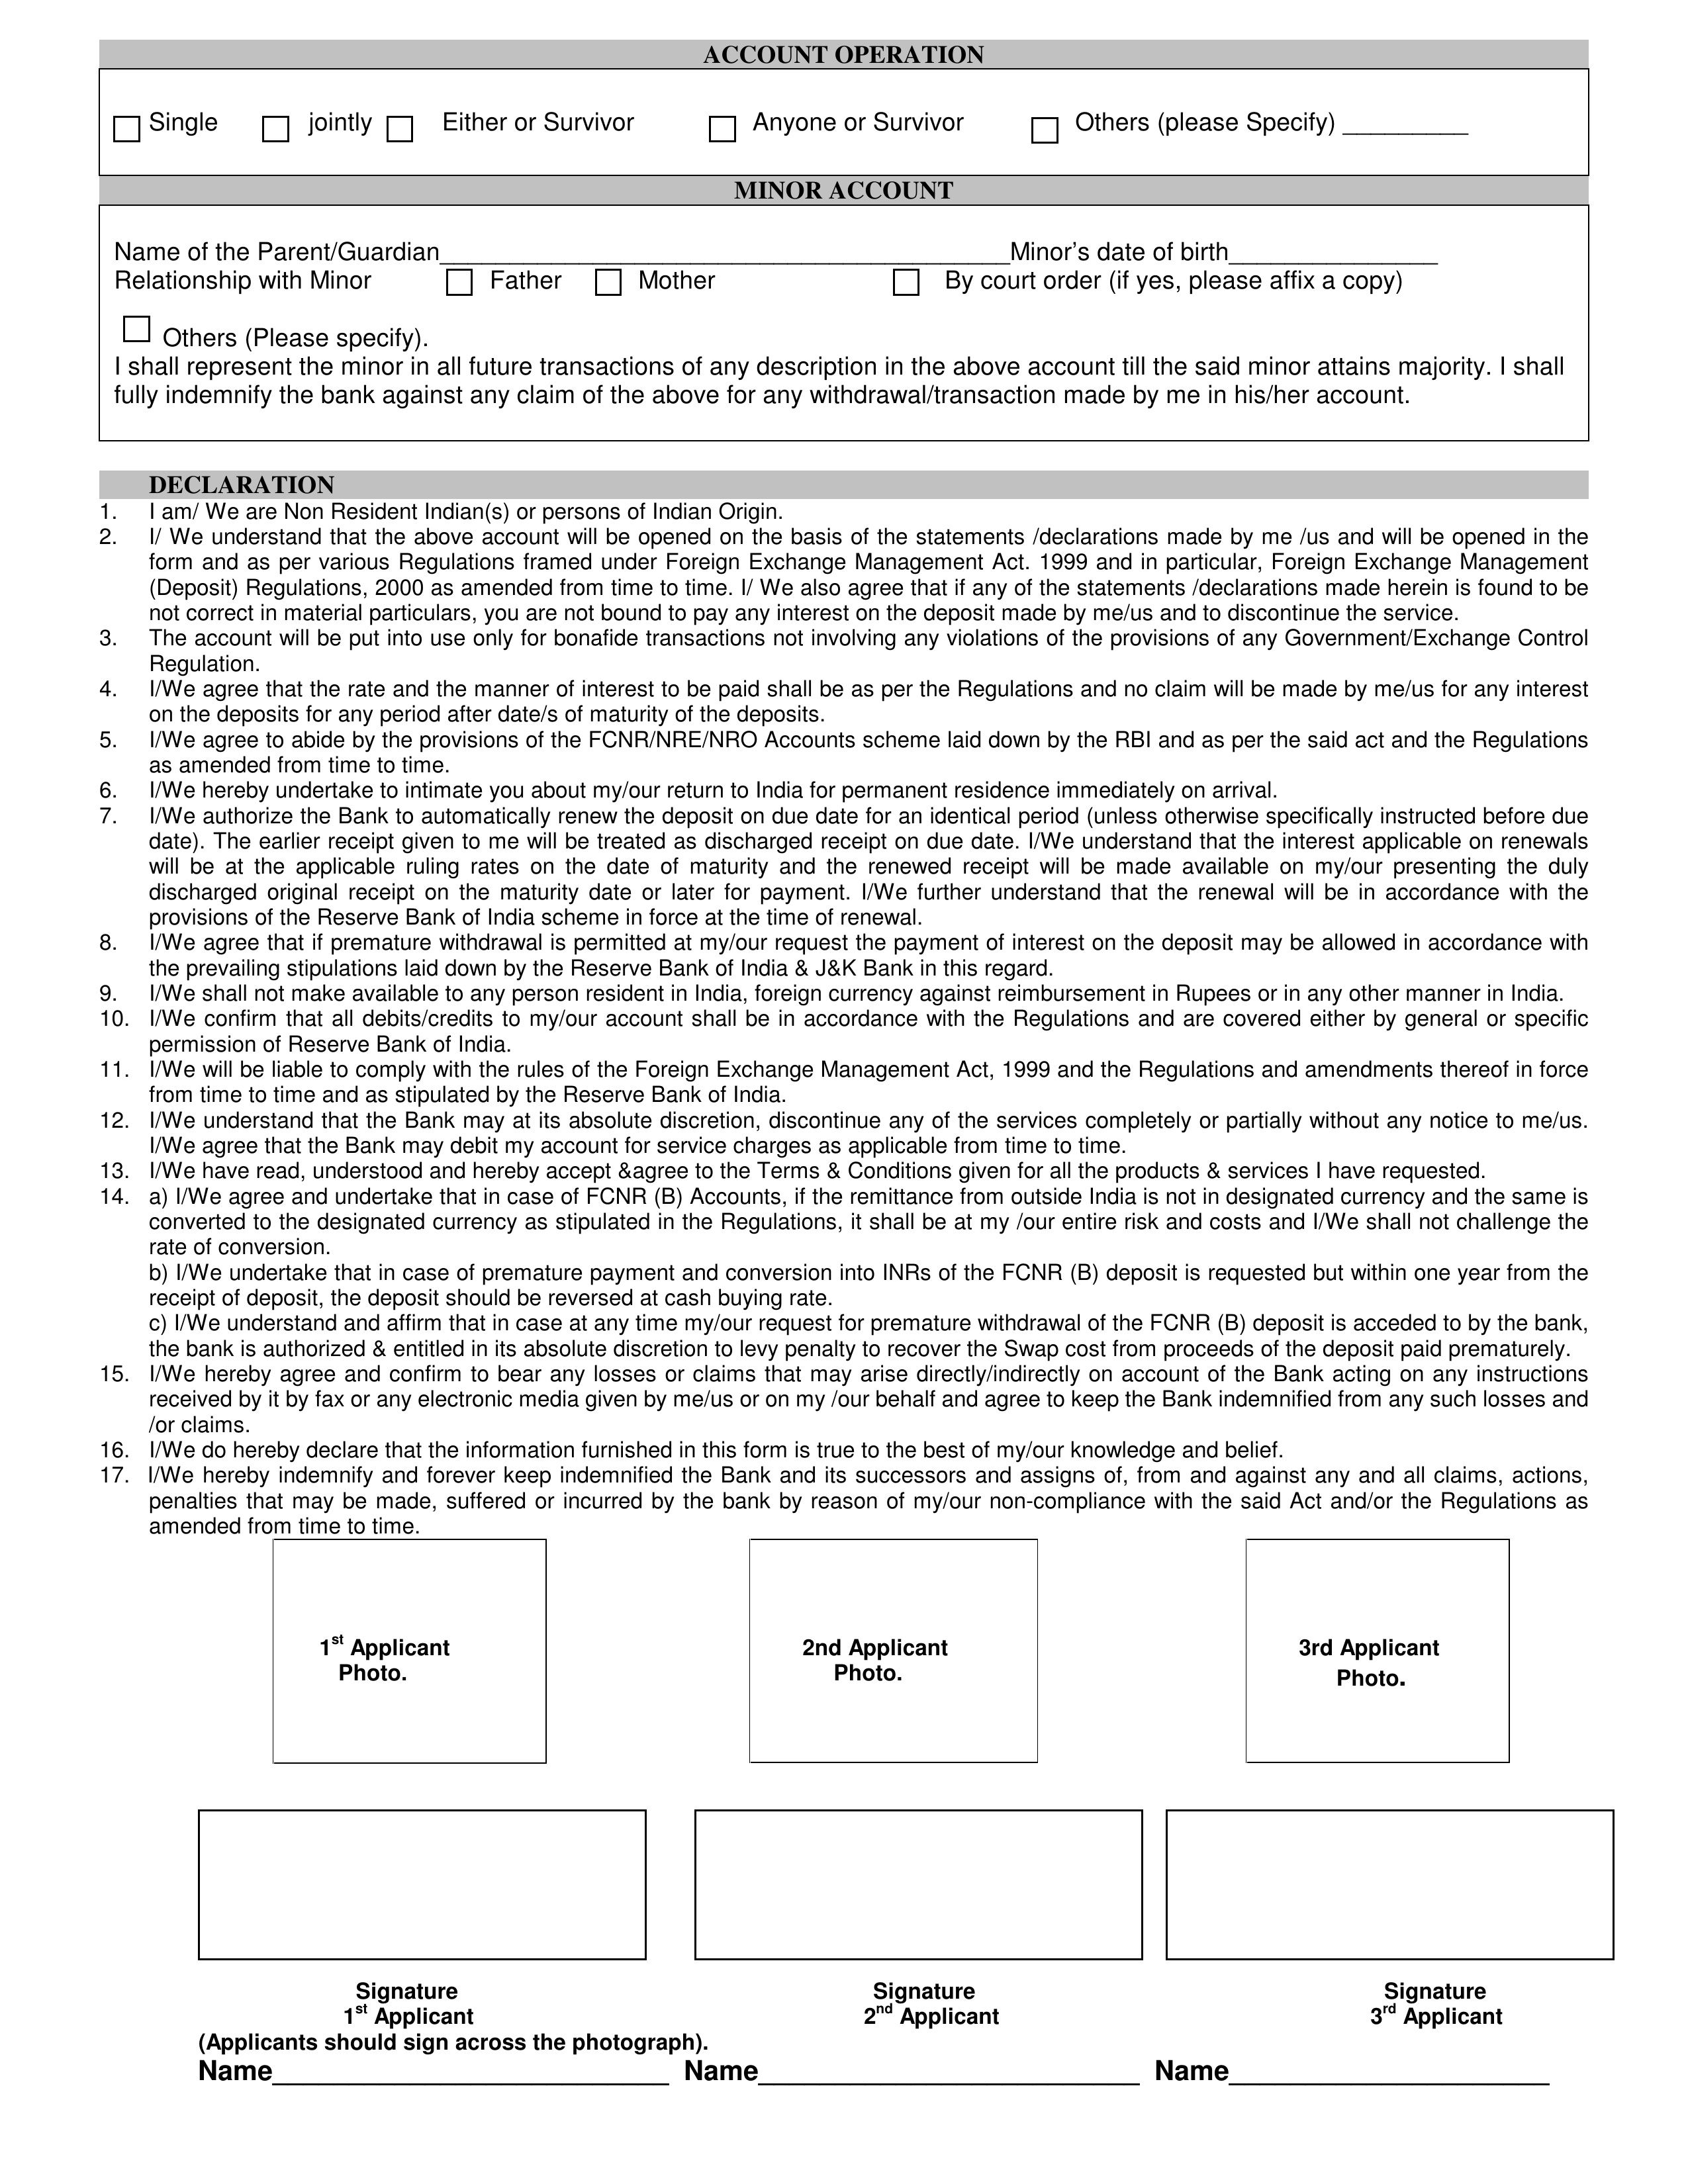 ACCOUNT OPERATION
Single jointly Either or Survivor Anyone or Survivor Others (please Specify) _________
MINOR ACCOUNT
Name of the Parent/Guardian_________________________________________Minor's date of birth_______________
Relationship with Minor Father Mother By court order (if yes, please affix a copy)
Others (Please specify).
I shall represent the minor in all future transactions of any description in the above account till the said minor attains majority. I shall
fully indemnify the bank against any claim of the above for any withdrawal/transaction made by me in his/her account.
DECLARATION
1. I am/ We are Non Resident Indian(s) or persons of Indian Origin.
2. I/ We understand that the above account will be opened on the basis of the statements /declarations made by me /us and will be opened in the
form and as per various Regulations framed under Foreign Exchange Management Act. 1999 and in particular, Foreign Exchange Management
(Deposit) Regulations, 2000 as amended from time to time. I/ We also agree that if any of the statements /declarations made herein is found to be
not correct in material particulars, you are not bound to pay any interest on the deposit made by me/us and to discontinue the service.
3. The account will be put into use only for bonafide transactions not involving any violations of the provisions of any Government/Exchange Control
Regulation.
4. I/We agree that the rate and the manner of interest to be paid shall be as per the Regulations and no claim will be made by me/us for any interest
on the deposits for any period after date/s of maturity of the deposits.
5. I/We agree to abide by the provisions of the FCNR/NRE/NRO Accounts scheme laid down by the RBI and as per the said act and the Regulations
as amended from time to time.
6. I/We hereby undertake to intimate you about my/our return to India for permanent residence immediately on arrival.
7. I/We authorize the Bank to automatically renew the deposit on due date for an identical period (unless otherwise specifically instructed before due
date). The earlier receipt given to me will be treated as discharged receipt on due date. I/We understand that the interest applicable on renewals
will be at the applicable ruling rates on the date of maturity and the renewed receipt will be made available on my/our presenting the duly
discharged original receipt on the maturity date or later for payment. I/We further understand that the renewal will be in accordance with the
provisions of the Reserve Bank of India scheme in force at the time of renewal.
8. I/We agree that if premature withdrawal is permitted at my/our request the payment of interest on the deposit may be allowed in accordance with
the prevailing stipulations laid down by the Reserve Bank of India & J&K Bank in this regard.
9. I/We shall not make available to any person resident in India, foreign currency against reimbursement in Rupees or in any other manner in India.
10. I/We confirm that all debits/credits to my/our account shall be in accordance with the Regulations and are covered either by general or specific
permission of Reserve Bank of India.
11. I/We will be liable to comply with the rules of the Foreign Exchange Management Act, 1999 and the Regulations and amendments thereof in force
from time to time and as stipulated by the Reserve Bank of India.
12. I/We understand that the Bank may at its absolute discretion, discontinue any of the services completely or partially without any notice to me/us.
I/We agree that the Bank may debit my account for service charges as applicable from time to time.
13. I/We have read, understood and hereby accept &agree to the Terms & Conditions given for all the products & services I have requested.
14. a) I/We agree and undertake that in case of FCNR (B) Accounts, if the remittance from outside India is not in designated currency and the same is
converted to the designated currency as stipulated in the Regulations, it shall be at my /our entire risk and costs and I/We shall not challenge the
rate of conversion.
b) I/We undertake that in case of premature payment and conversion into INRs of the FCNR (B) deposit is requested but within one year from the
receipt of deposit, the deposit should be reversed at cash buying rate.
c) I/We understand and affirm that in case at any time my/our request for premature withdrawal of the FCNR (B) deposit is acceded to by the bank,
the bank is authorized & entitled in its absolute discretion to levy penalty to recover the Swap cost from proceeds of the deposit paid prematurely.
15. I/We hereby agree and confirm to bear any losses or claims that may arise directly/indirectly on account of the Bank acting on any instructions
received by it by fax or any electronic media given by me/us or on my /our behalf and agree to keep the Bank indemnified from any such losses and
/or claims.
16. I/We do hereby declare that the information furnished in this form is true to the best of my/our knowledge and belief.
17. I/We hereby indemnify and forever keep indemnified the Bank and its successors and assigns of, from and against any and all claims, actions,
penalties that may be made, suffered or incurred by the bank by reason of my/our non-compliance with the said Act and/or the Regulations as
amended from time to time.
1st Applicant 2nd Applicant 3rd Applicant
Photo. Photo. Photo.
Signature Signature Signature
1st Applicant 2nd Applicant 3rd Applicant
(Applicants should sign across the photograph).
Name__________________________ Name_________________________ Name_____________________